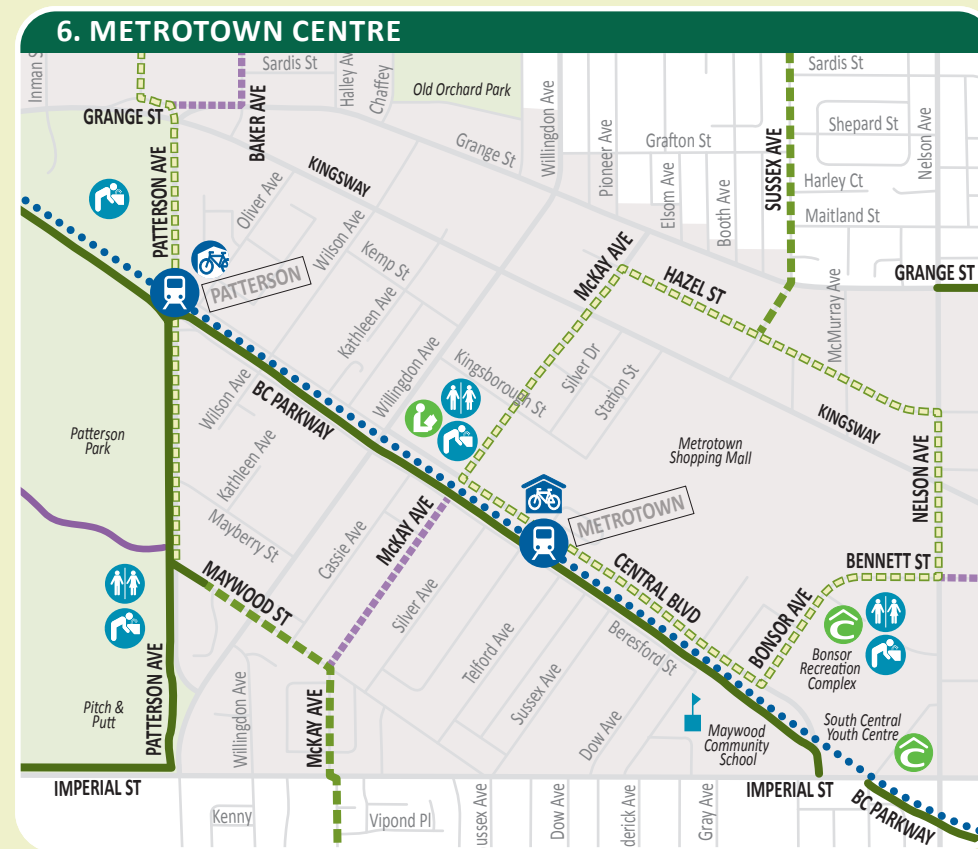 6. METROTOWN CENTRE
Sardis St
Halley Av
Chaffey
Old Orchard Park
Sardis St
GRANGE ST
BAKER AVE
Grange St
Willingdon Ave
Pioneer Ave
Grafton St
Elsom Ave
Booth Ave
SUSSEX AVE
Shepard St
Harley Ct
Maitland St
Nelson Ave
KINGSWAY
PATTERSON AVE
Oliver Ave
Wilson Ave
Kemp St
Kathleen Ave
PATTERSON
McKAY AVE
HAZEL ST
GRANGE ST
McMurray Ave
Willingdon Ave
Kingsborough St
Silver Dr
Station St
KINGSWAY
Wilson Ave
BC PARKWAY
Patterson
Park
Kathleen Ave
Mayberry St
Metrotown
Shopping Mall
NELSON AVE
METROTOWN
Cassie Ave
McKAY AVE
Silver Ave
MAYWOOD ST
CENTRAL BLVD
BENNETT ST
BONSOR AVE
Beresford St
Telford Ave
Sussex Ave
Dow Ave
Bonsor
Recreation
Complex
Pitch &
Putt
PATTERSON AVE
Willingdon Ave
McKAY AVE
Maywood
Community
School
South Central
Youth Centre
IMPERIAL ST
IMPERIAL ST
BC PARKWAY
Kenny
Vipond Pl
ussex Ave
Dow Ave
derick Ave
Gray Ave